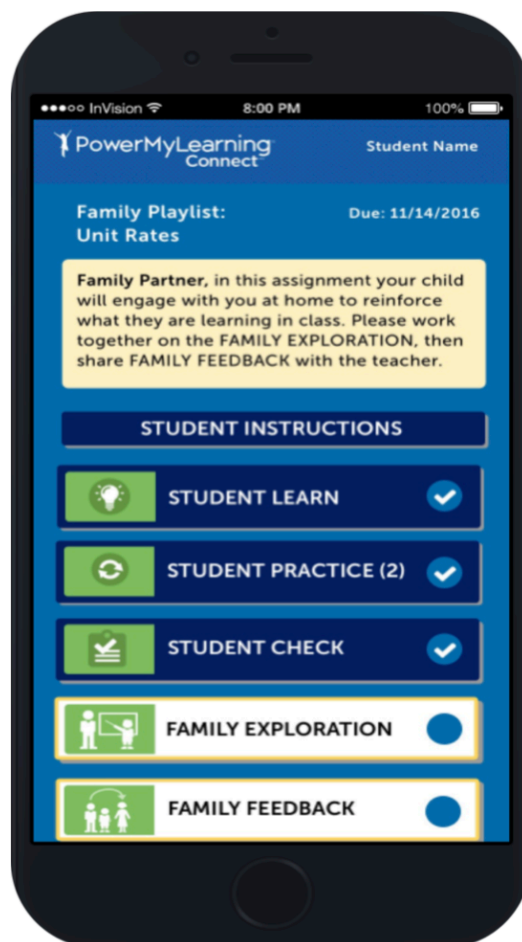 InVision 8:00 PM 100%
PowerMyLearning Student Name
Connect
Family Playlist: Due: 11/14/2016
Unit Rates
Family Partner, in this assignment your child
will engage with you at home to reinforce
what they are learning in class. Please work
together on the FAMILY EXPLORATION, then
share FAMILY FEEDBACK with the teacher.
STUDENT INSTRUCTIONS
STUDENT LEARN
STUDENT PRACTICE (2)
STUDENT CHECK
FAMILY EXPLORATION
FAMILY FEEDBACK